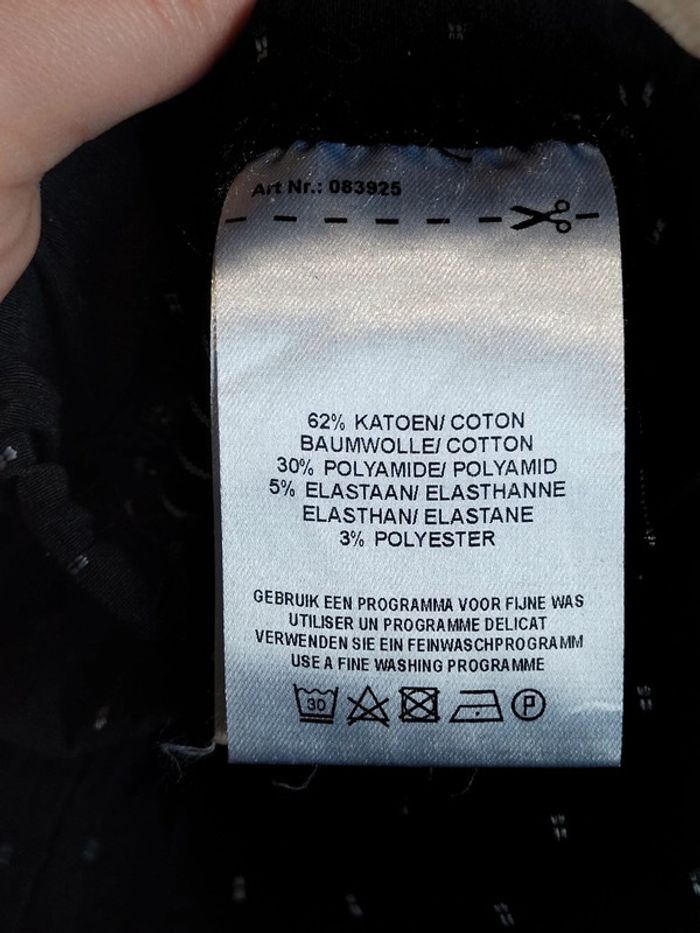 Art Nr.: 083925
62% KATOEN/ COTON
BAUMWOLLE/ COTTON
30% POLYAMIDE/ POLYAMID
5% ELASTAAN/ ELASTHANNE
ELASTHAN/ ELASTANE
3% POLYESTER
GEBRUIK EEN PROGRAMMA VOOR FIJNE WAS
UTILISER UN PROGRAMME DELICAT
VERWENDEN SIE EIN FEINWASCHPROGRAMM
USE A FINE WASHING PROGRAMME
30 P